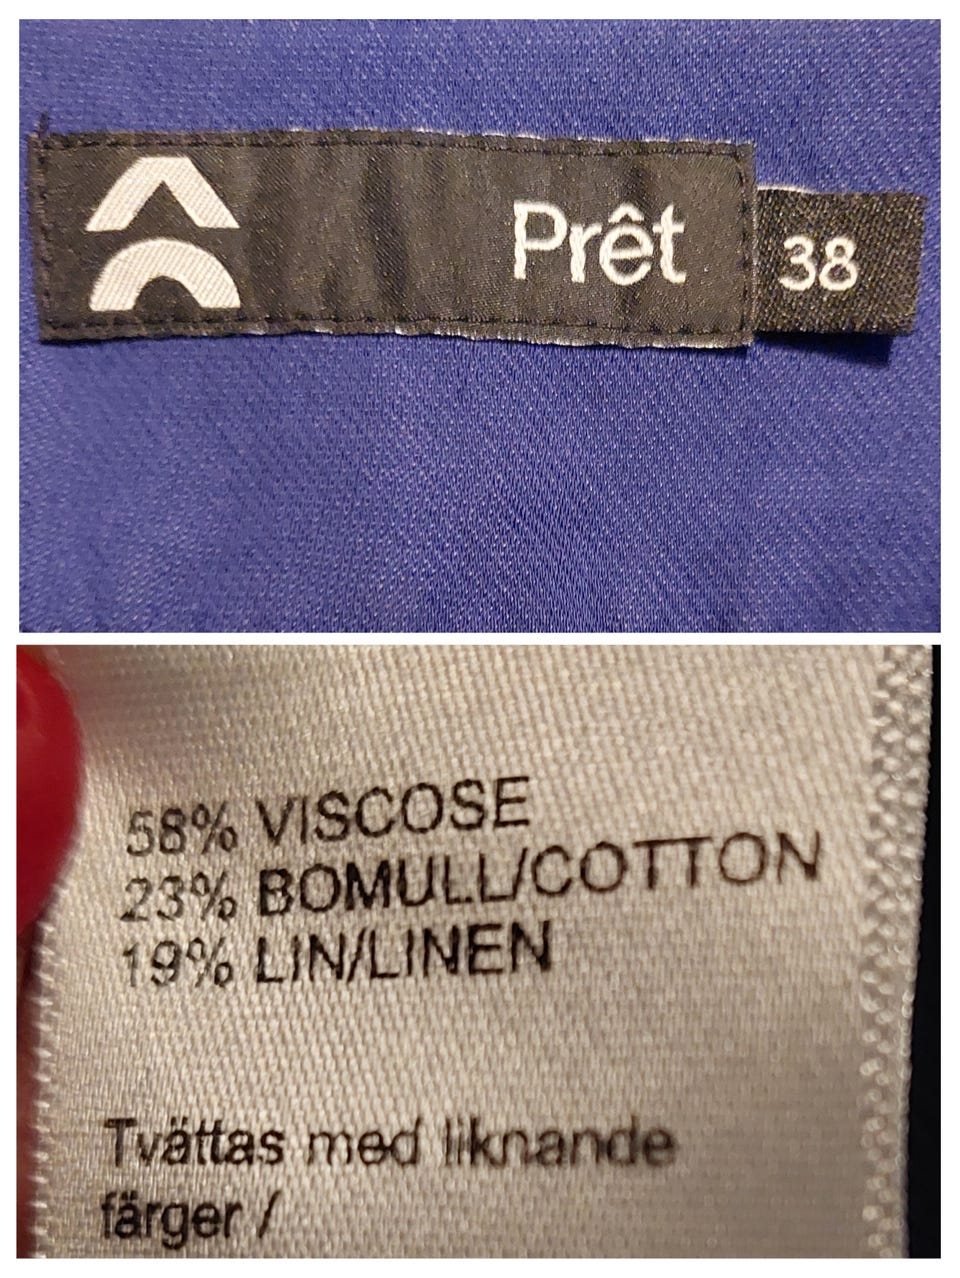 Prêt
38
58% VISCOSE
23% BOMULL/COTTON
19% LIN/LINEN
Tvättas med liknande
färger /